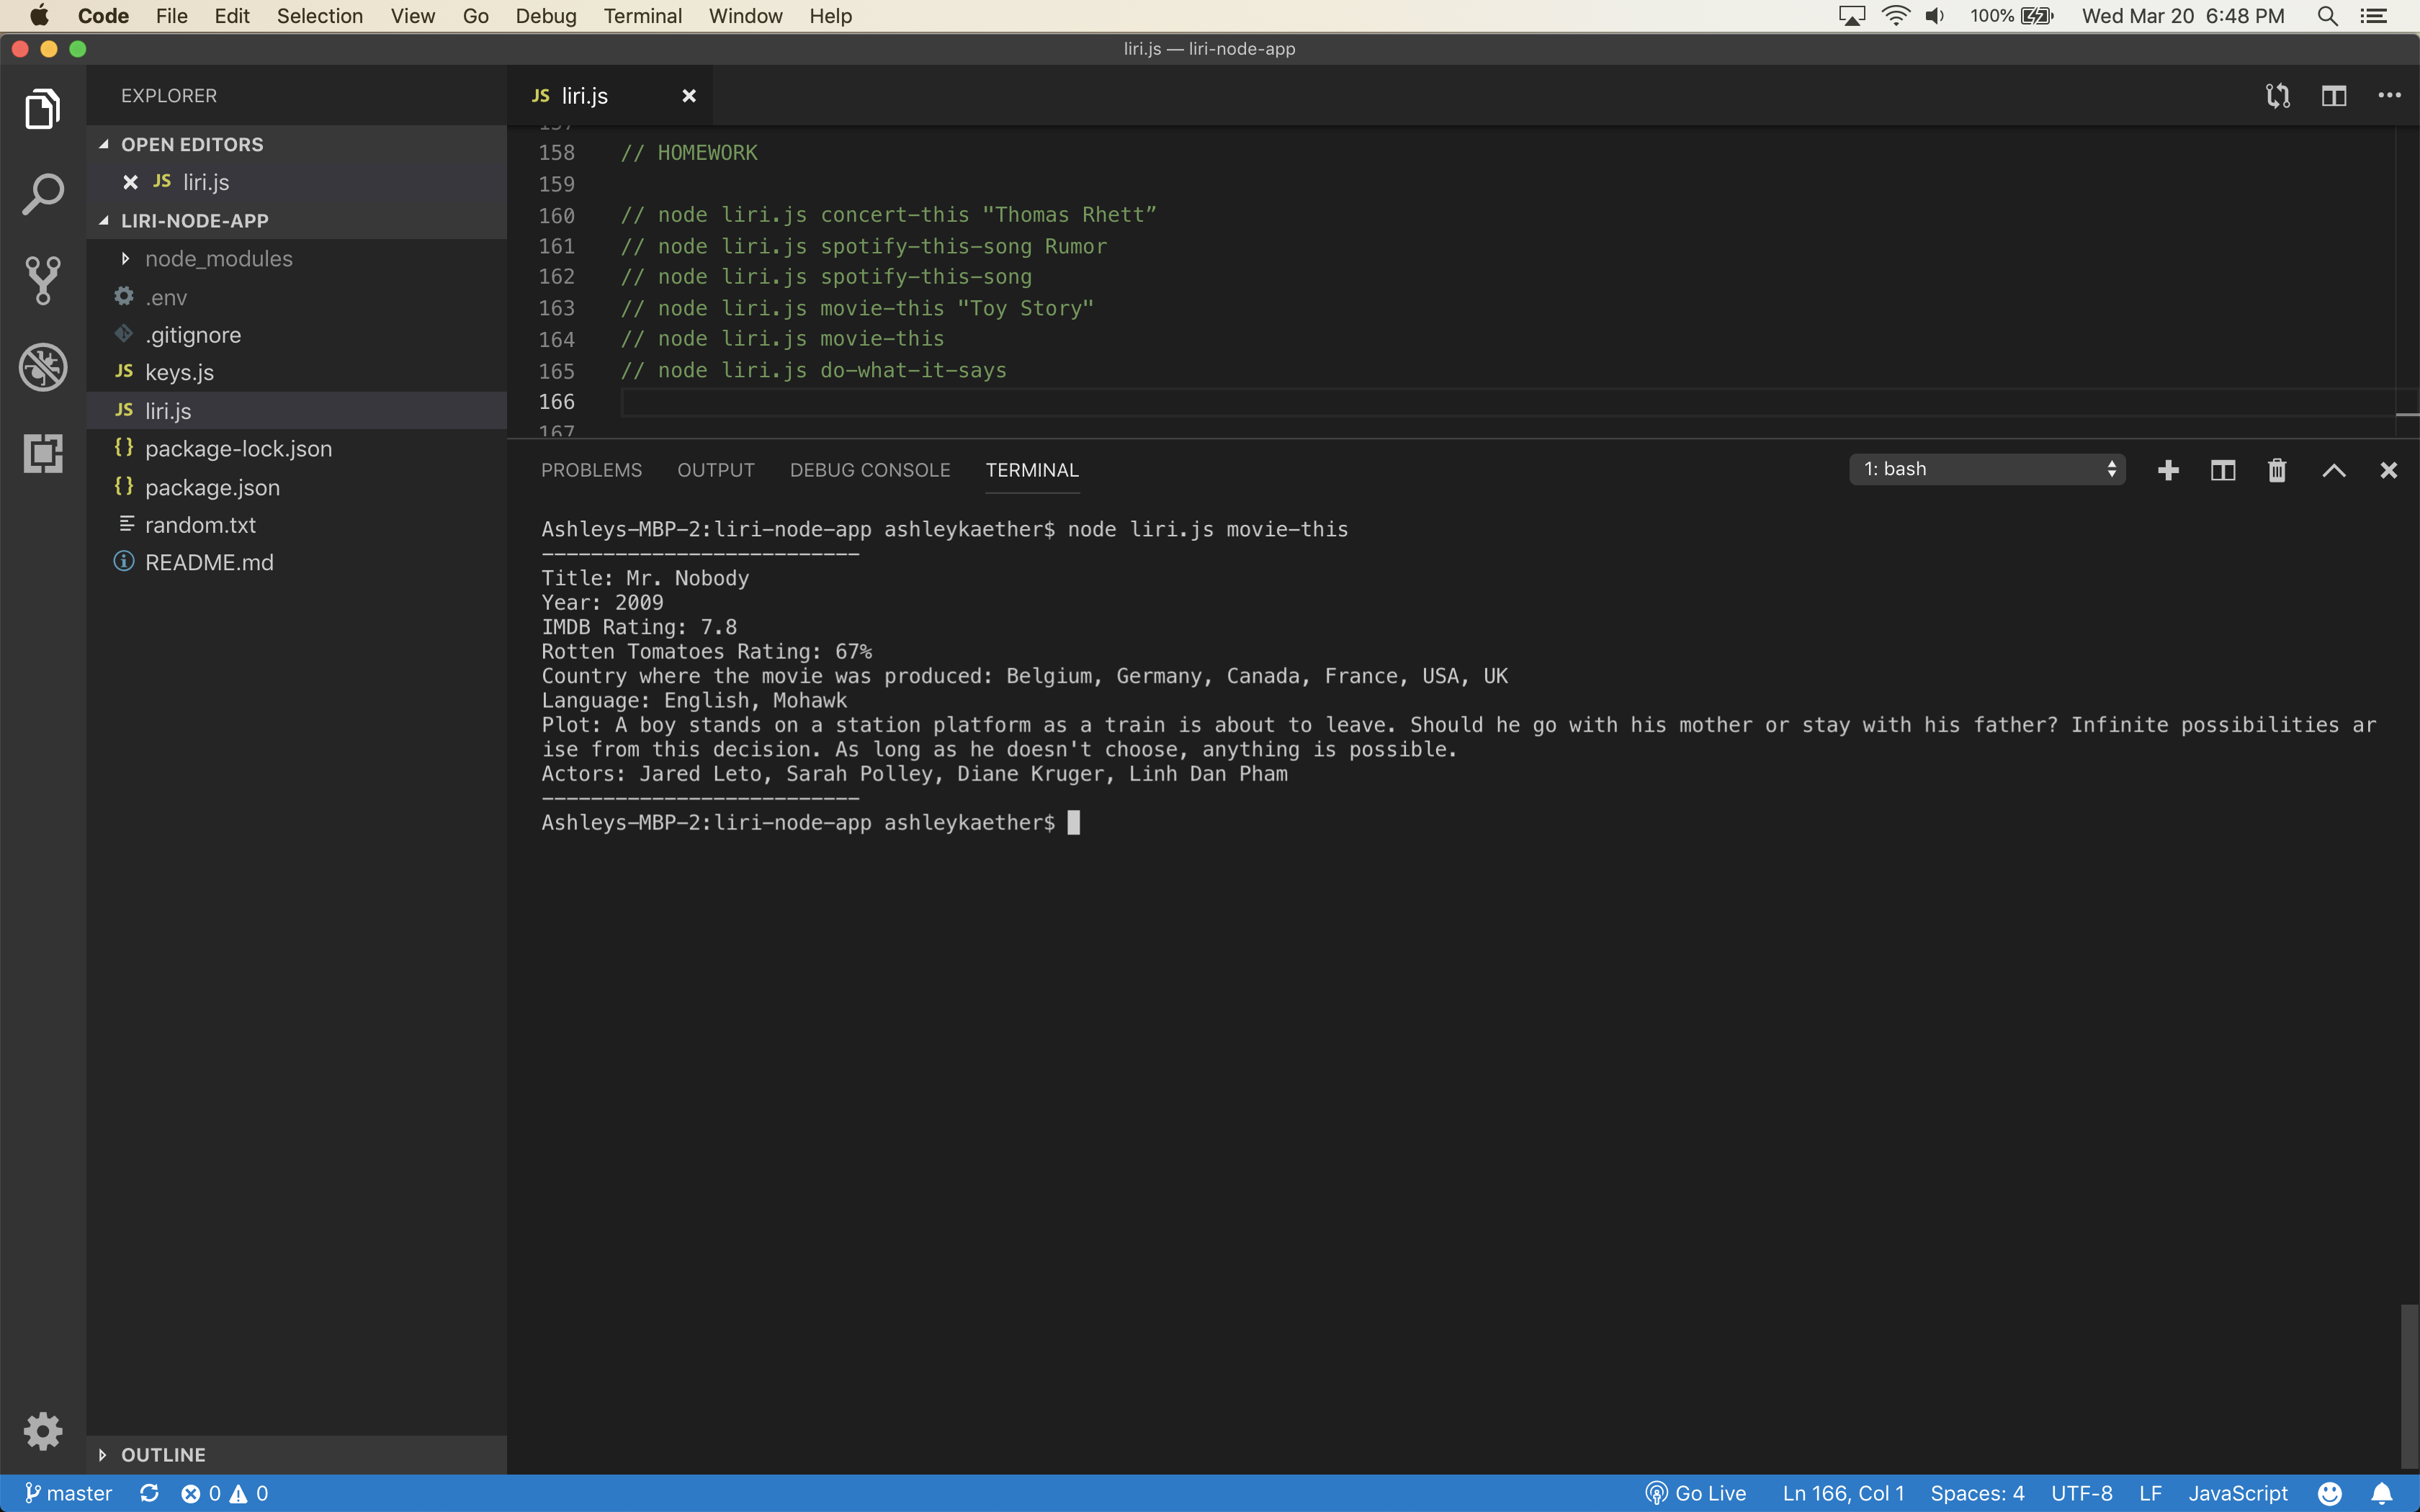 Code File Edit Selection View Go Debug Terminal Window Help 100% Wed Mar 20 6:48 PM
liri.js — liri-node-app
EXPLORER
OPEN EDITORS
JS liri.js
LIRI-NODE-APP
node_modules
.env
.gitignore
JS keys.js
JS liri.js
{} package-lock.json
{} package.json
random.txt
README.md
OUTLINE
JS liri.js
157
158 // HOMEWORK
159
160 // node liri.js concert-this "Thomas Rhett”
161 // node liri.js spotify-this-song Rumor
162 // node liri.js spotify-this-song
163 // node liri.js movie-this "Toy Story"
164 // node liri.js movie-this
165 // node liri.js do-what-it-says
166
167
PROBLEMS OUTPUT DEBUG CONSOLE TERMINAL 1: bash
Ashleys-MBP-2:liri-node-app ashleykaether$ node liri.js movie-this
--------------------------
Title: Mr. Nobody
Year: 2009
IMDB Rating: 7.8
Rotten Tomatoes Rating: 67%
Country where the movie was produced: Belgium, Germany, Canada, France, USA, UK
Language: English, Mohawk
Plot: A boy stands on a station platform as a train is about to leave. Should he go with his mother or stay with his father? Infinite possibilities ar
ise from this decision. As long as he doesn't choose, anything is possible.
Actors: Jared Leto, Sarah Polley, Diane Kruger, Linh Dan Pham
--------------------------
Ashleys-MBP-2:liri-node-app ashleykaether$
master 0 0 Go Live Ln 166, Col 1 Spaces: 4 UTF-8 LF JavaScript